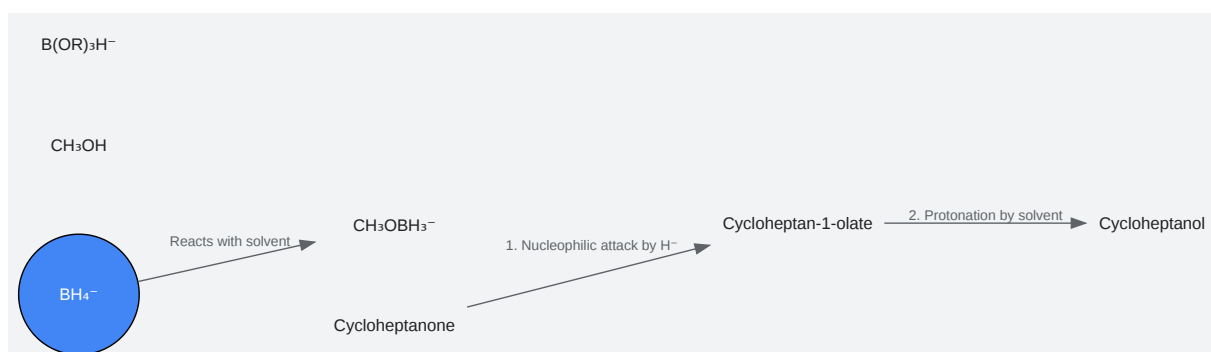 B(OR)₃H⁻
CH₃OH
CH₃OBH₃⁻
Cycloheptan-1-olate
2. Protonation by solvent
Cycloheptanol
Reacts with solvent
1. Nucleophilic attack by H⁻
BH₄⁻
Cycloheptanone